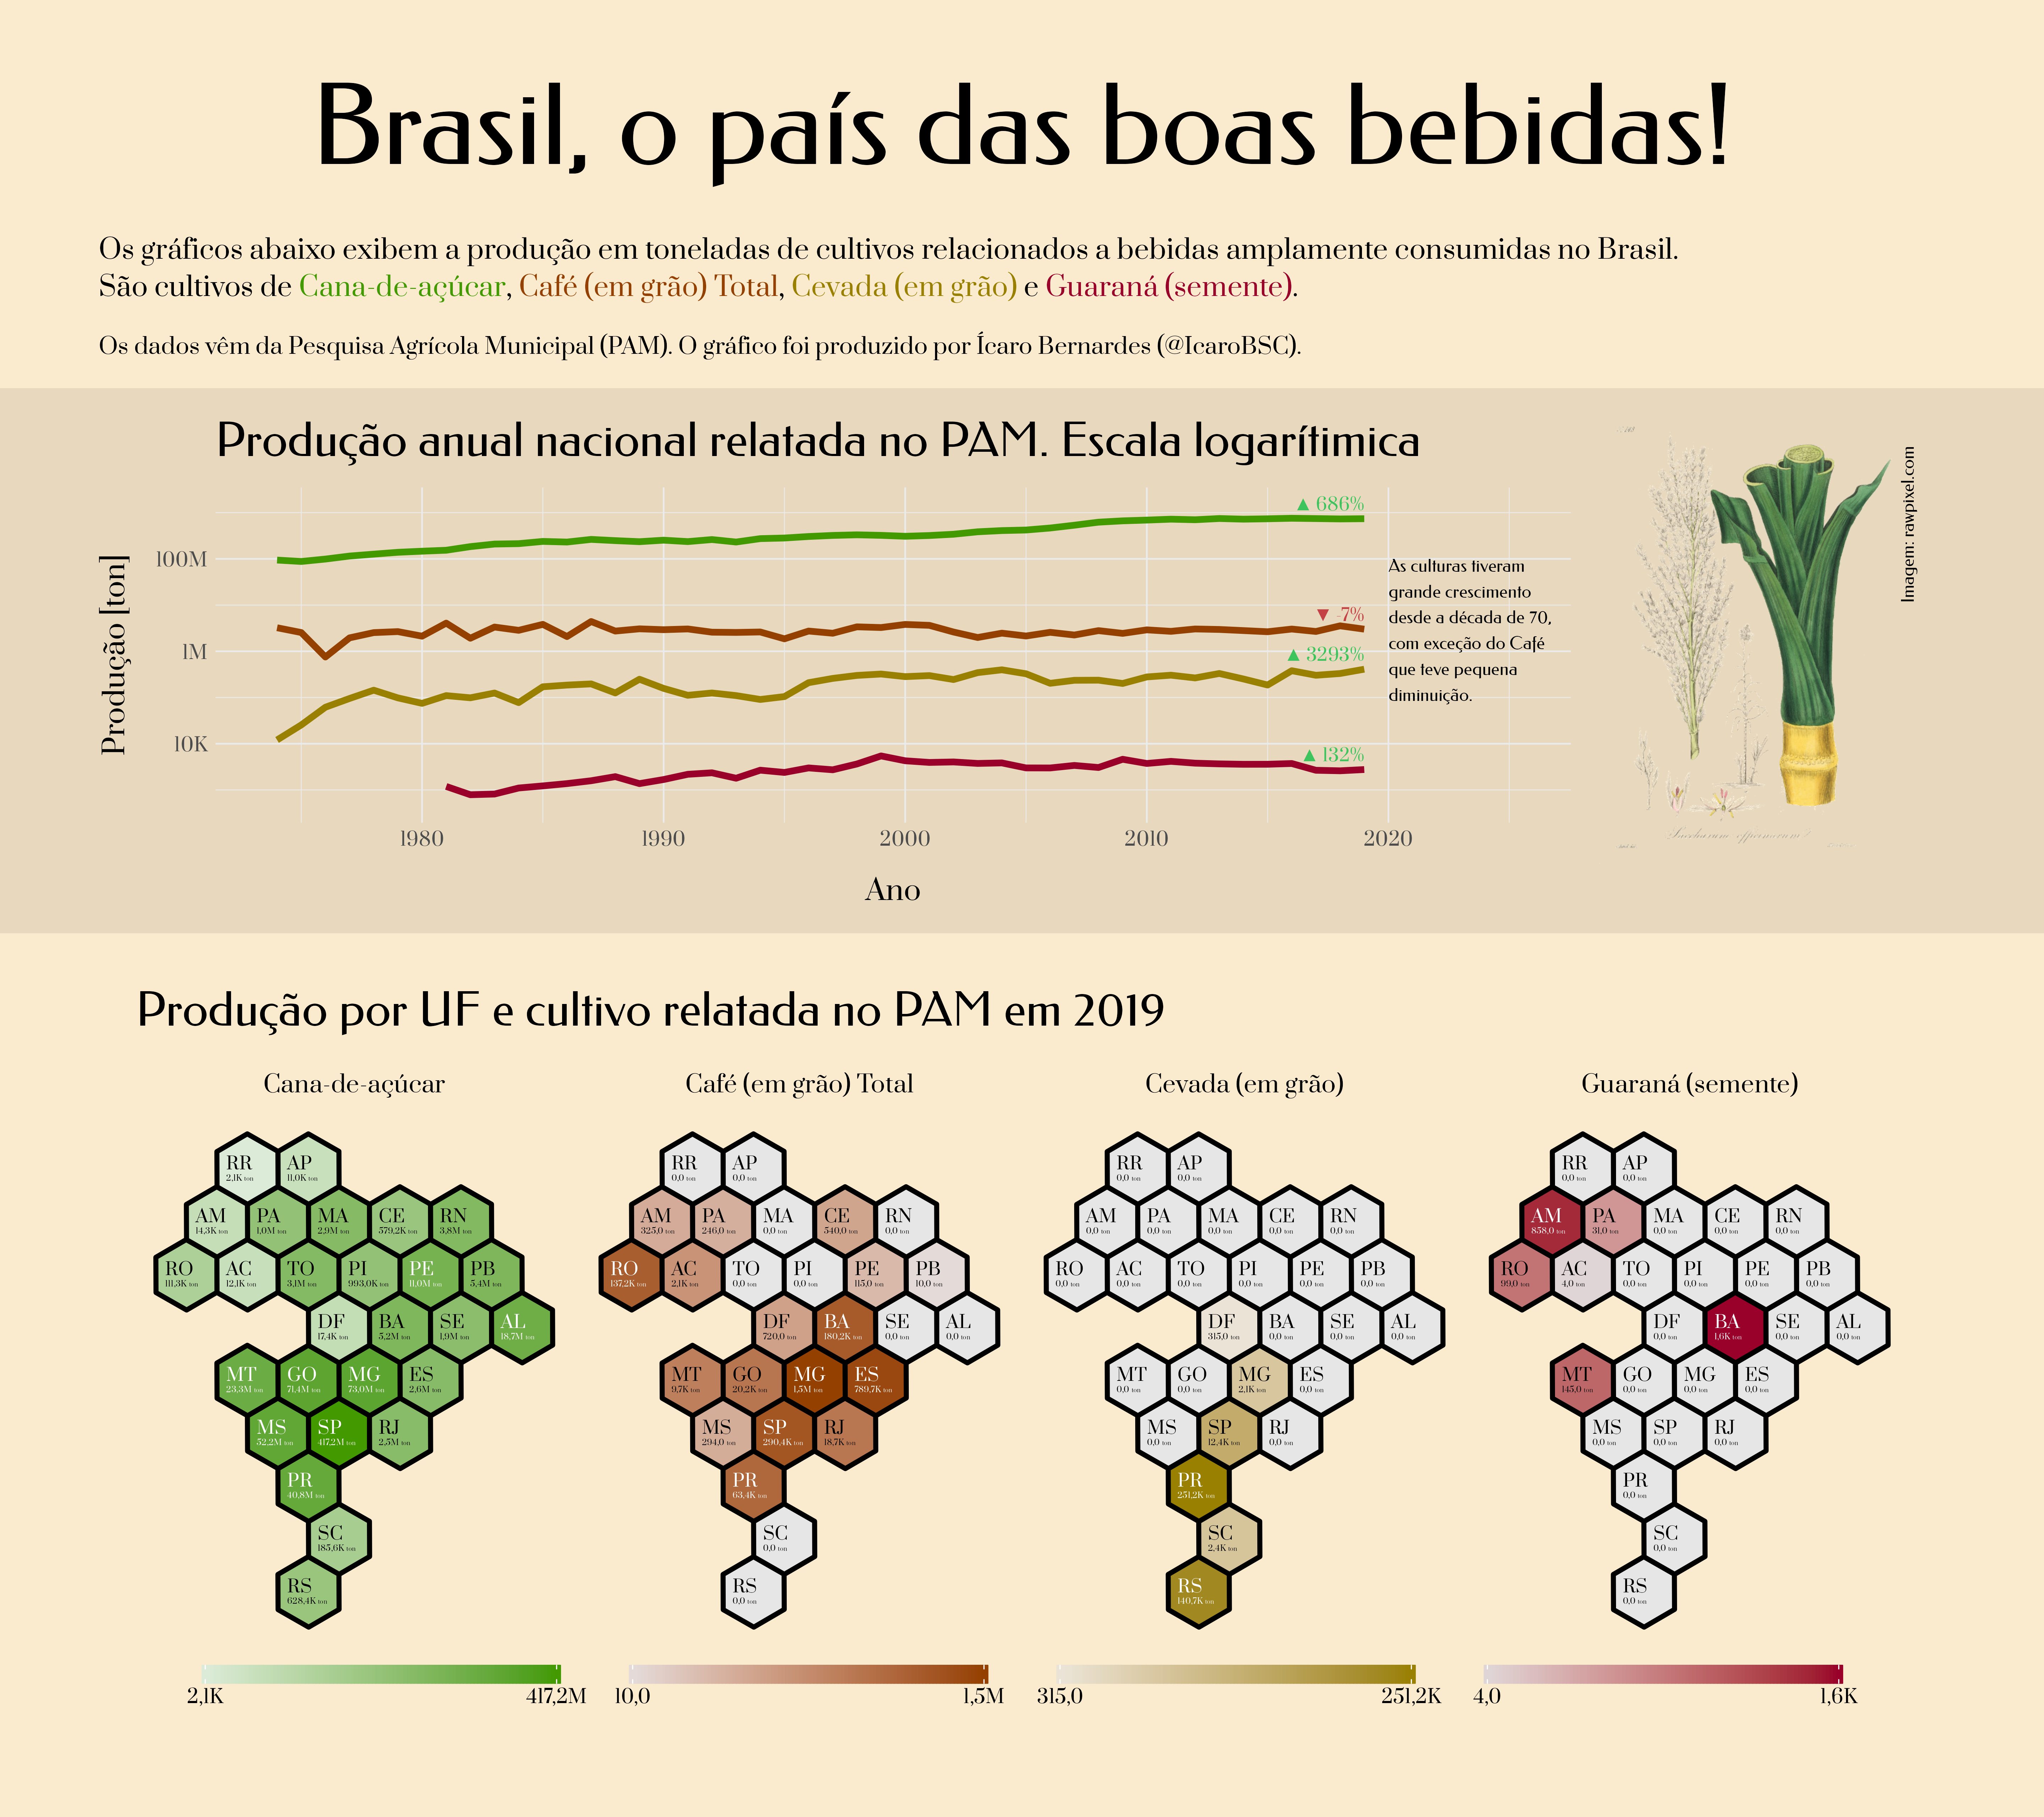 Brasil, o país das boas bebidas!
Os gráficos abaixo exibem a produção em toneladas de cultivos relacionados a bebidas amplamente consumidas no Brasil.
São cultivos de Cana-de-açúcar, Café (em grão) Total, Cevada (em grão) e Guaraná (semente).
Os dados vêm da Pesquisa Agrícola Municipal (PAM). O gráfico foi produzido por Ícaro Bernardes (@IcaroBSC).
Produção anual nacional relatada no PAM. Escala logarítimica
Produção [ton]
100M
1M
10K
▲ 686%
▼ -7%
▲ 3293%
▲ 132%
As culturas tiveram
grande crescimento
desde a década de 70,
com exceção do Café
que teve pequena
diminuição.
1980 1990 2000 2010 2020
Ano
Imagem: rawpixel.com
Produção por UF e cultivo relatada no PAM em 2019
Cana-de-açúcar
RR 2,1K ton
AP 11,0K ton
AM 14,3K ton
PA 1,0M ton
MA 2,9M ton
CE 579,2K ton
RN 3,8M ton
RO 111,3K ton
AC 12,1K ton
TO 3,1M ton
PI 993,0K ton
PE 11,0M ton
PB 5,4M ton
DF 17,4K ton
BA 5,2M ton
SE 1,9M ton
AL 18,7M ton
MT 23,3M ton
GO 71,4M ton
MG 73,0M ton
ES 2,6M ton
MS 52,2M ton
SP 417,2M ton
RJ 2,5M ton
PR 40,8M ton
SC 185,6K ton
RS 628,4K ton
2,1K 417,2M
Café (em grão) Total
RR 0,0 ton
AP 0,0 ton
AM 325,0 ton
PA 246,0 ton
MA 0,0 ton
CE 540,0 ton
RN 0,0 ton
RO 137,2K ton
AC 2,1K ton
TO 0,0 ton
PI 0,0 ton
PE 115,0 ton
PB 10,0 ton
DF 720,0 ton
BA 180,2K ton
SE 0,0 ton
AL 0,0 ton
MT 9,7K ton
GO 20,2K ton
MG 1,5M ton
ES 789,7K ton
MS 294,0 ton
SP 290,4K ton
RJ 18,7K ton
PR 63,4K ton
SC 0,0 ton
RS 0,0 ton
10,0 1,5M
Cevada (em grão)
RR 0,0 ton
AP 0,0 ton
AM 0,0 ton
PA 0,0 ton
MA 0,0 ton
CE 0,0 ton
RN 0,0 ton
RO 0,0 ton
AC 0,0 ton
TO 0,0 ton
PI 0,0 ton
PE 0,0 ton
PB 0,0 ton
DF 315,0 ton
BA 0,0 ton
SE 0,0 ton
AL 0,0 ton
MT 0,0 ton
GO 0,0 ton
MG 2,1K ton
ES 0,0 ton
MS 0,0 ton
SP 12,4K ton
RJ 0,0 ton
PR 251,2K ton
SC 2,4K ton
RS 140,7K ton
315,0 251,2K
Guaraná (semente)
RR 0,0 ton
AP 0,0 ton
AM 858,0 ton
PA 31,0 ton
MA 0,0 ton
CE 0,0 ton
RN 0,0 ton
RO 99,0 ton
AC 4,0 ton
TO 0,0 ton
PI 0,0 ton
PE 0,0 ton
PB 0,0 ton
DF 0,0 ton
BA 1,6K ton
SE 0,0 ton
AL 0,0 ton
MT 145,0 ton
GO 0,0 ton
MG 0,0 ton
ES 0,0 ton
MS 0,0 ton
SP 0,0 ton
RJ 0,0 ton
PR 0,0 ton
SC 0,0 ton
RS 0,0 ton
4,0 1,6K